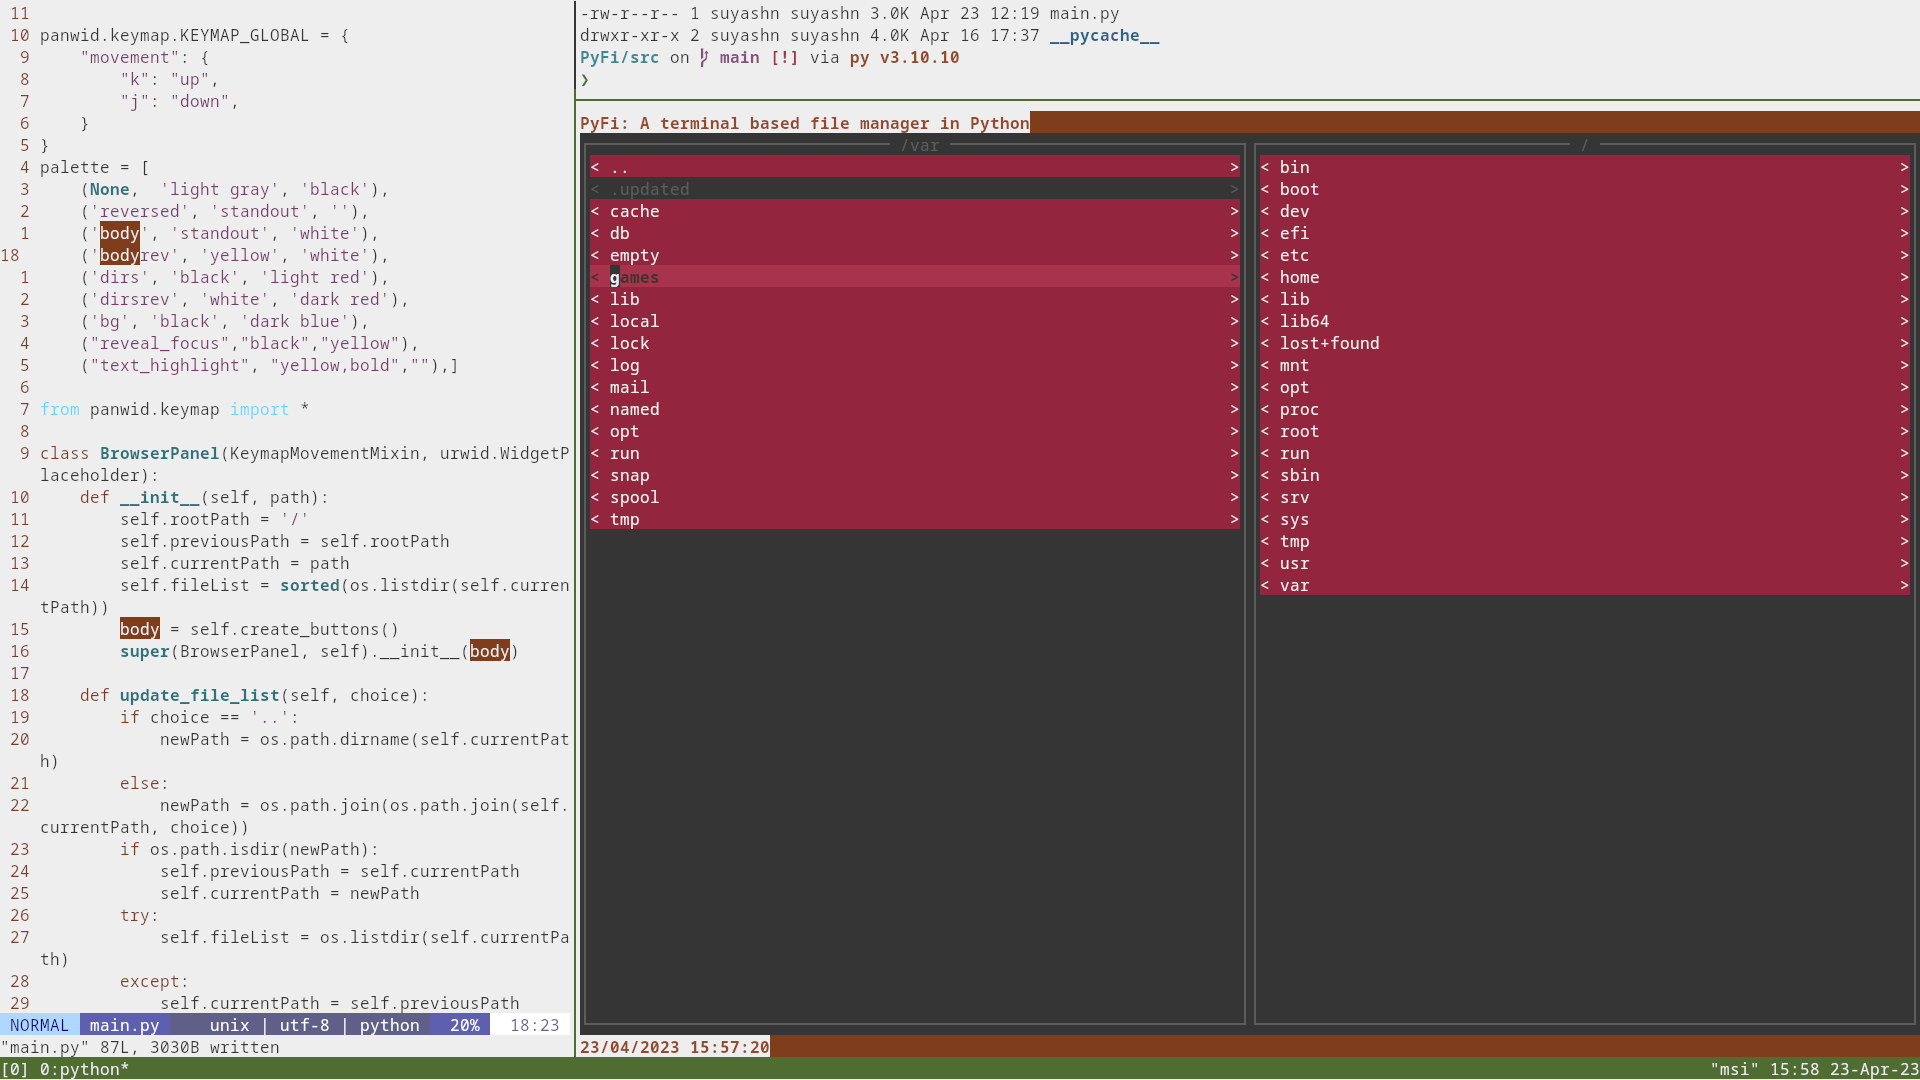 11
10 panwid.keymap.KEYMAP_GLOBAL = {
9     "movement": {
8         "k": "up",
7         "j": "down",
6     }
5 }
4 palette = [
3     (None,  'light gray', 'black'),
2     ('reversed', 'standout', ''),
1     ('body', 'standout', 'white'),
18      ('bodyrev', 'yellow', 'white'),
1     ('dirs', 'black', 'light red'),
2     ('dirsrev', 'white', 'dark red'),
3     ('bg', 'black', 'dark blue'),
4     ("reveal_focus","black","yellow"),
5     ("text_highlight", "yellow,bold",""),]
6
7 from panwid.keymap import *
8
9 class BrowserPanel(KeymapMovementMixin, urwid.WidgetP
laceholder):
10     def __init__(self, path):
11         self.rootPath = '/'
12         self.previousPath = self.rootPath
13         self.currentPath = path
14         self.fileList = sorted(os.listdir(self.curren
tPath))
15         body = self.create_buttons()
16         super(BrowserPanel, self).__init__(body)
17
18     def update_file_list(self, choice):
19         if choice == '..':
20             newPath = os.path.dirname(self.currentPat
h)
21         else:
22             newPath = os.path.join(os.path.join(self.
currentPath, choice))
23         if os.path.isdir(newPath):
24             self.previousPath = self.currentPath
25             self.currentPath = newPath
26         try:
27             self.fileList = os.listdir(self.currentPa
th)
28         except:
29             self.currentPath = self.previousPath
NORMAL  main.py     unix | utf-8 | python   20%   18:23
"main.py" 87L, 3030B written
-rw-r--r-- 1 suyashn suyashn 3.0K Apr 23 12:19 main.py
drwxr-xr-x 2 suyashn suyashn 4.0K Apr 16 17:37 __pycache__
PyFi/src on main [!] via py v3.10.10
❯
PyFi: A terminal based file manager in Python
/var
< .. >
< .updated >
< cache >
< db >
< empty >
< games >
< lib >
< local >
< lock >
< log >
< mail >
< named >
< opt >
< run >
< snap >
< spool >
< tmp >
/
< bin >
< boot >
< dev >
< efi >
< etc >
< home >
< lib >
< lib64 >
< lost+found >
< mnt >
< opt >
< proc >
< root >
< run >
< sbin >
< srv >
< sys >
< tmp >
< usr >
< var >
23/04/2023 15:57:20
[0] 0:python* "msi" 15:58 23-Apr-23